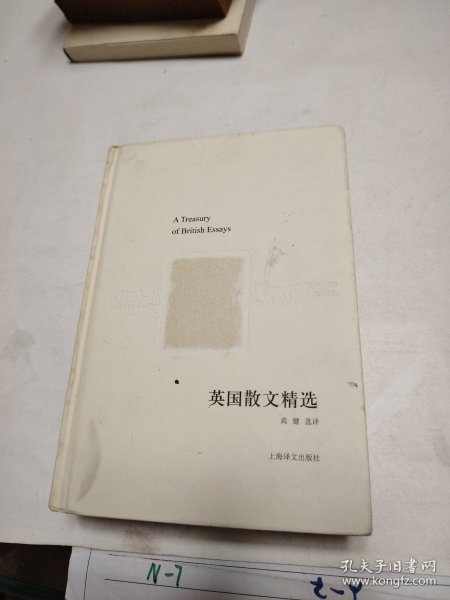 A Treasury
of British Essays
英国散文精选
高健 选译
上海译文出版社
N-7
t-4
孔夫子旧书网
www.kongfz.com